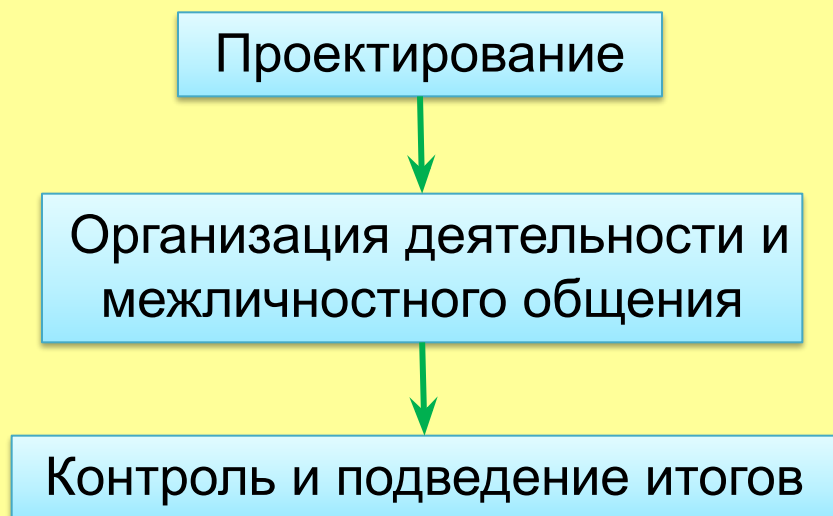 Проектирование
Организация деятельности и
межличностного общения
Контроль и подведение итогов